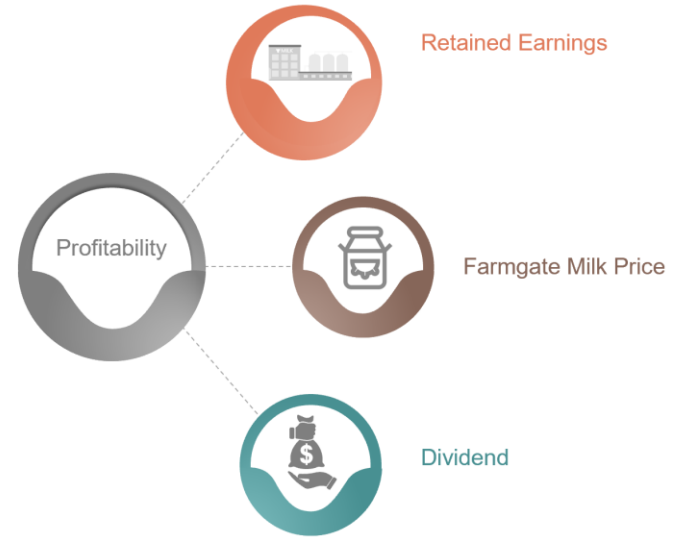 Retained Earnings
Profitability
Farmgate Milk Price
$
Dividend